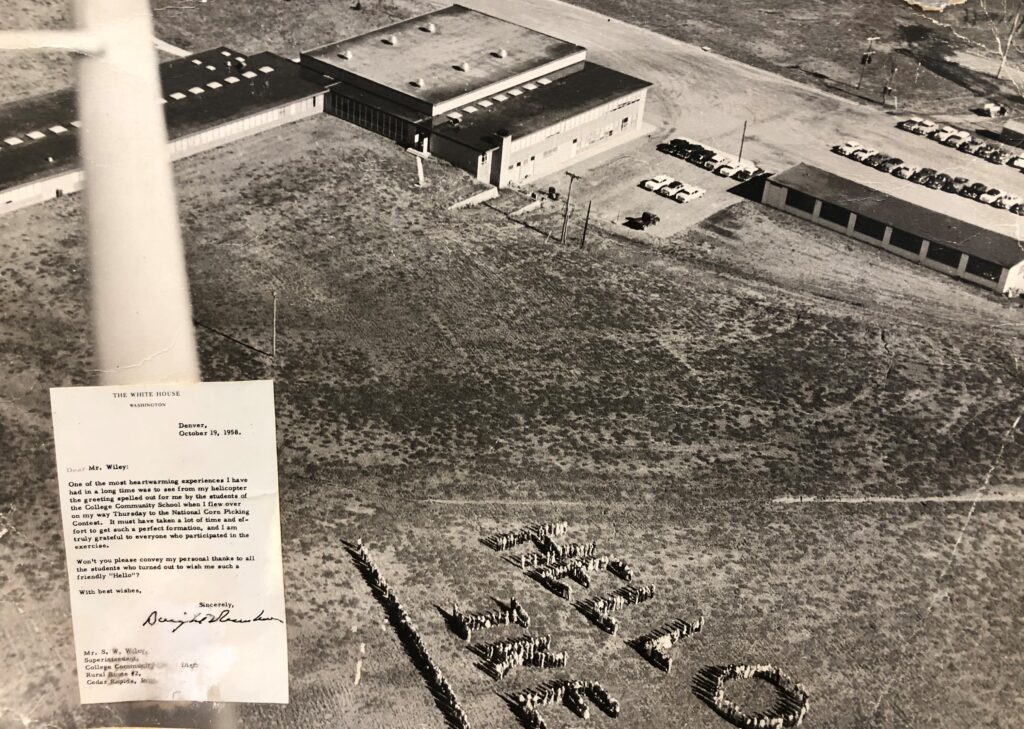 THE WHITE HOUSE
WASHINGTON
Denver,
October 19, 1958.
Dear Mr. Wiley:
One of the most heartwarming experiences I have
had in a long time was to see from my helicopter
the greeting spelled out for me by the students of
the College Community School when I flew over
on my way Thursday to the National Corn Picking
Contest. It must have taken a lot of time and ef-
fort to get such a perfect formation, and I am
truly grateful to everyone who participated in the
exercise.
Won't you please convey my personal thanks to all
the students who turned out to wish me such a
friendly "Hello"?
With best wishes,
Sincerely,
Dwight D Eisenhower
Mr. S. W. Wiley,
Superintendent,
College Community
Rural Route #2,
Cedar Rapids,